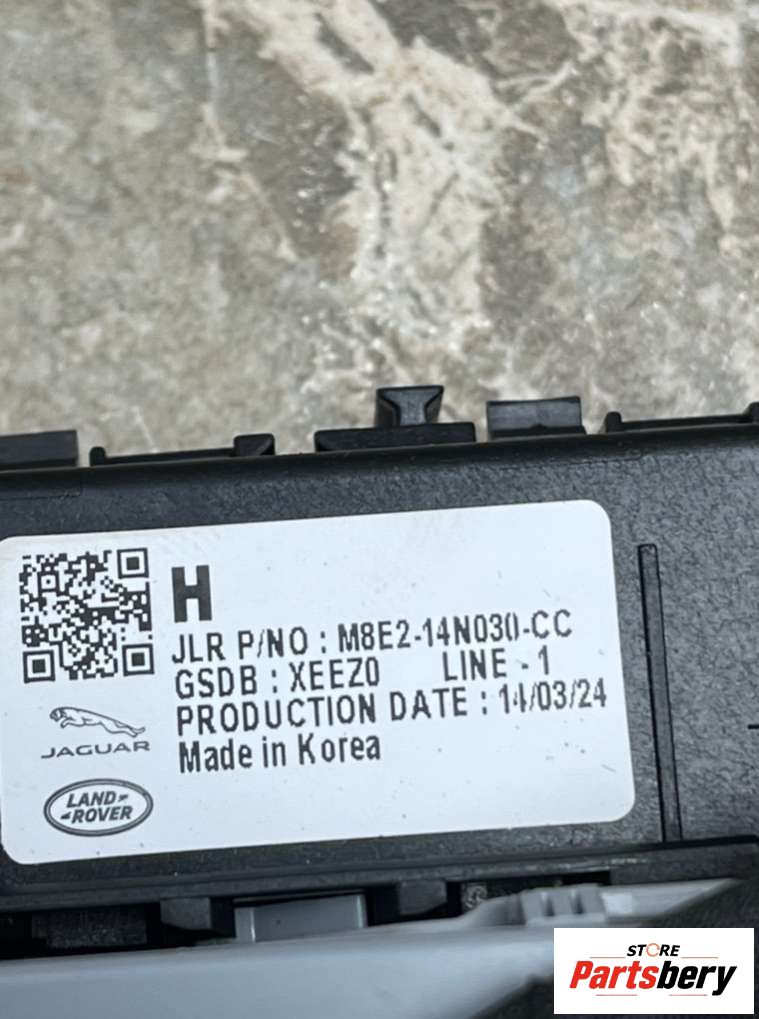 H
JLR P/NO : M8E2-14N030-CC
GSDB : XEEZ0 LINE - 1
PRODUCTION DATE : 14/03/24
Made in Korea
JAGUAR
LAND
ROVER
STORE
Partsbery